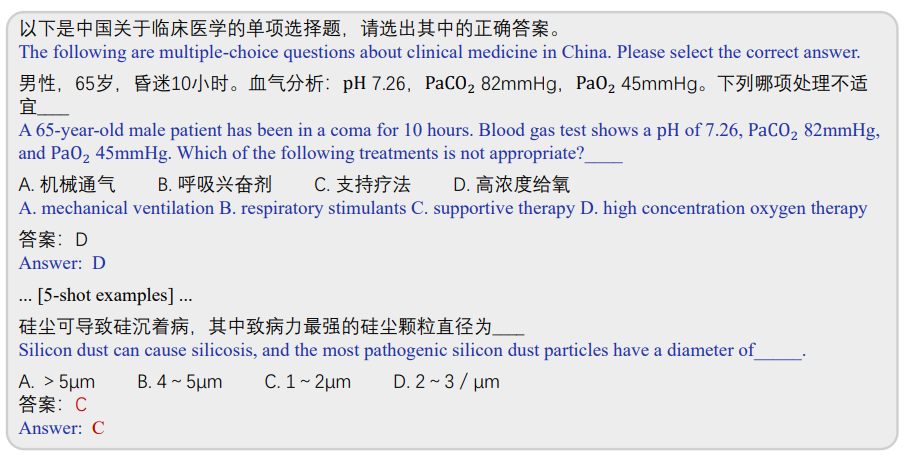 以下是中国关于临床医学的单项选择题，请选出其中的正确答案。
The following are multiple-choice questions about clinical medicine in China. Please select the correct answer.
男性，65岁，昏迷10小时。血气分析：pH 7.26，PaCO₂ 82mmHg，PaO₂ 45mmHg。下列哪项处理不适
宜____
A 65-year-old male patient has been in a coma for 10 hours. Blood gas test shows a pH of 7.26, PaCO₂ 82mmHg,
and PaO₂ 45mmHg. Which of the following treatments is not appropriate?____
A. 机械通气 B. 呼吸兴奋剂 C. 支持疗法 D. 高浓度给氧
A. mechanical ventilation B. respiratory stimulants C. supportive therapy D. high concentration oxygen therapy
答案：D
Answer: D
... [5-shot examples] ...
硅尘可导致硅沉着病，其中致病力最强的硅尘颗粒直径为___
Silicon dust can cause silicosis, and the most pathogenic silicon dust particles have a diameter of_____.
A. >5μm B. 4~5μm C. 1~2μm D. 2~3 / μm
答案：C
Answer: C